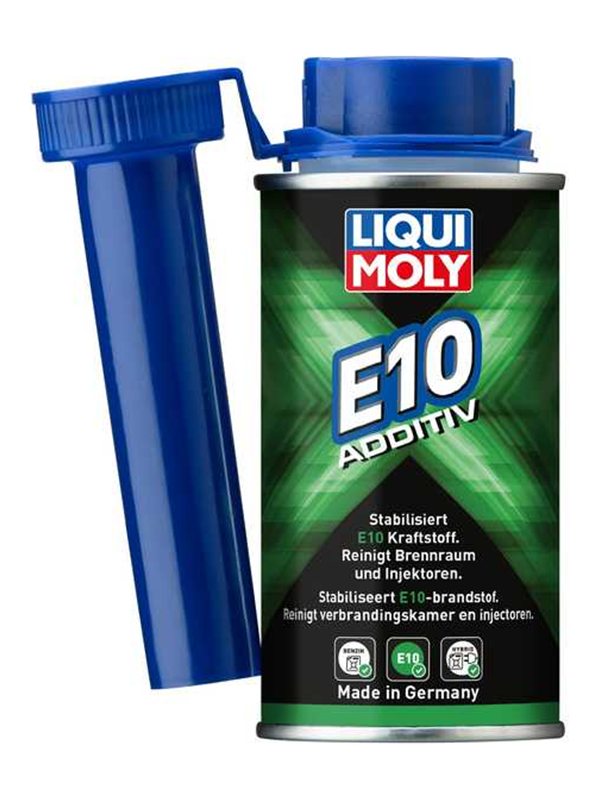 LIQUI
MOLY
E10
ADDITIV
Stabilisiert
E10 Kraftstoff.
Reinigt Brennraum
und Injektoren.
Stabiliseert E10-brandstof.
Reinigt verbrandingskamer en injectoren.
BENZIN
E10
HYBRID
Made in Germany